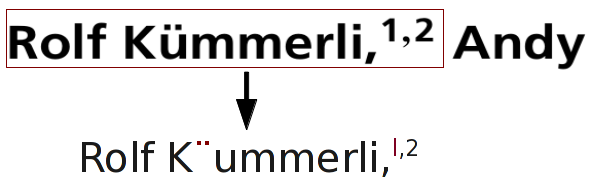 Rolf Kümmerli,¹,² Andy
Rolf K¨ummerli,ˡ,²